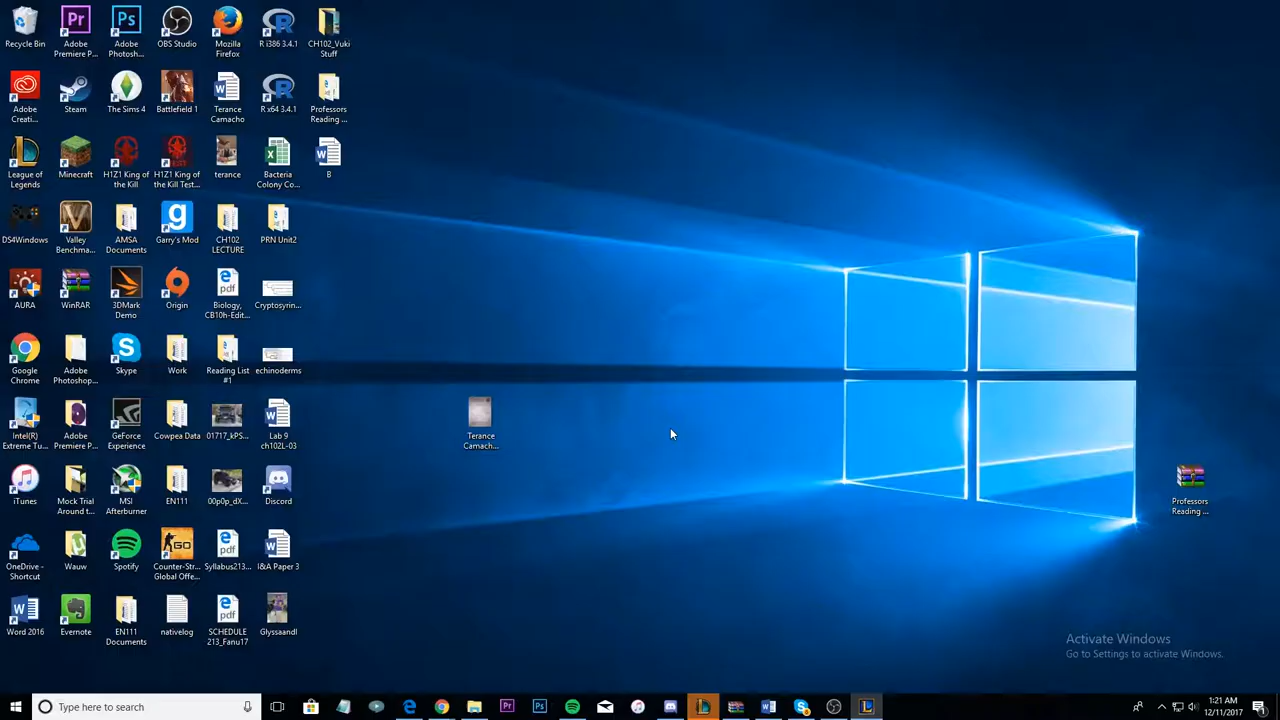 Recycle Bin
Adobe
Premiere P...
Adobe
Photosh...
OBS Studio
Mozilla
Firefox
R i386 3.4.1
CH102_Vuki
Stuff
Adobe
Creati...
Steam
The Sims 4
Battlefield 1
Terance
Camacho
R x64 3.4.1
Professors
Reading ...
League of
Legends
Minecraft
H1Z1 King of
the Kill
H1Z1 King of
the Kill Test...
terance
Bacteria
Colony Co...
B
DS4Windows
Valley
Benchma...
AMSA
Documents
Garry's Mod
CH102
LECTURE
PRN Unit2
AURA
WinRAR
3DMark
Demo
Origin
Biology,
CB10h-Edit...
Cryptosyrin...
Google
Chrome
Adobe
Photoshop...
Skype
Work
Reading List
#1
echinoderms
Intel(R)
Extreme Tu...
Adobe
Premiere P...
GeForce
Experience
Cowpea Data
01717_kPS...
Lab 9
ch102L-03
Terance
Camach...
iTunes
Mock Trial
Around t...
MSI
Afterburner
EN111
00p0p_dX...
Discord
Professors
Reading ...
OneDrive -
Shortcut
Wauw
Spotify
Counter-Str...
Global Offe...
Syllabus213...
I&A Paper 3
Word 2016
Evernote
EN111
Documents
nativelog
SCHEDULE
213_Fanu17
Glyssaandl
Activate Windows
Go to Settings to activate Windows.
Type here to search
1:21 AM
12/11/2017